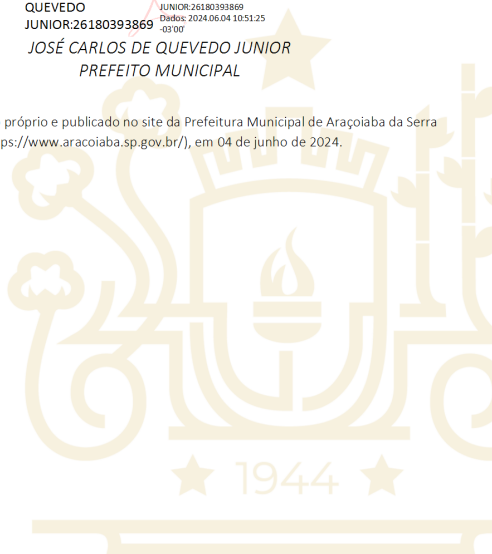 QUEVEDO
JUNIOR:26180393869
JUNIOR:26180393869
Dados: 2024.06.04 10:51:25
-03'00'
JOSÉ CARLOS DE QUEVEDO JUNIOR
PREFEITO MUNICIPAL
próprio e publicado no site da Prefeitura Municipal de Araçoiaba da Serra
ps://www.aracoiaba.sp.gov.br/), em 04 de junho de 2024.
1944